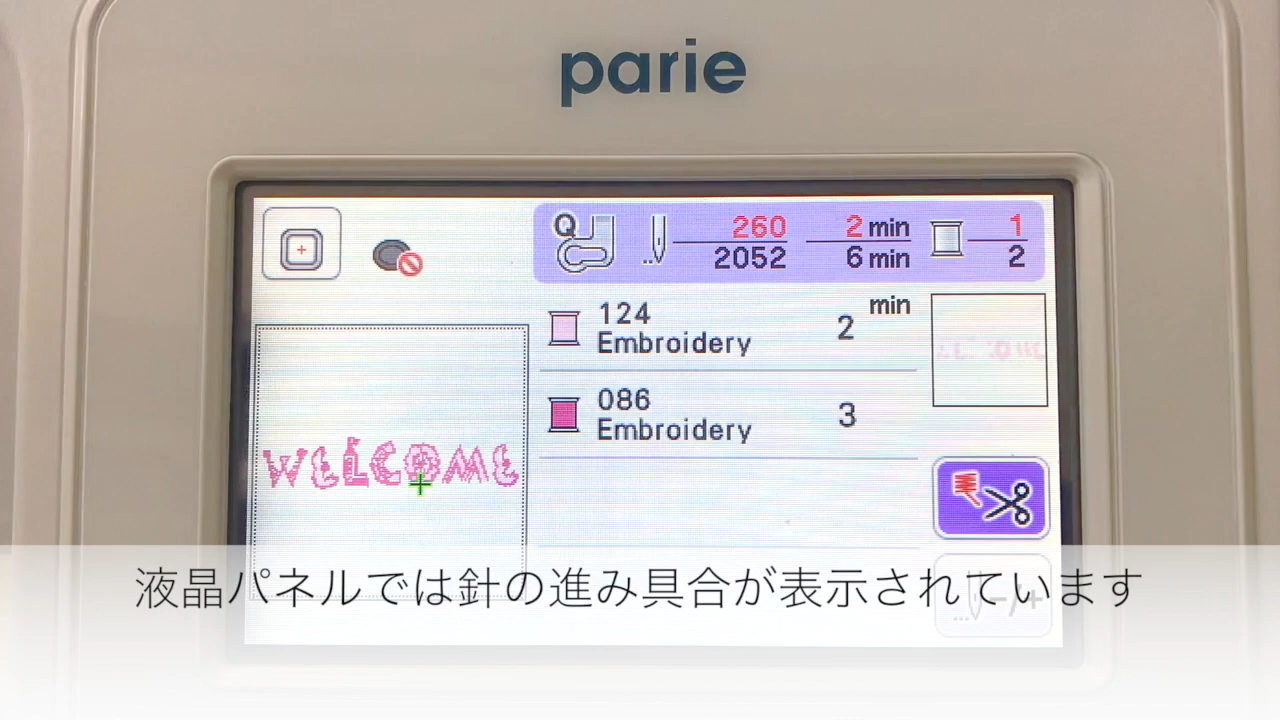 parie
Q 260 2 min 1
2052 6 min 2
min
124
Embroidery 2
086
Embroidery 3
WELCOME
液晶パネルでは針の進み具合が表示されています
-/+